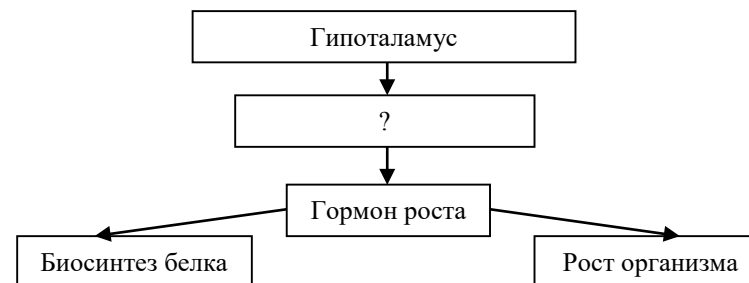 Гипоталамус
?
Гормон роста
Биосинтез белка
Рост организма